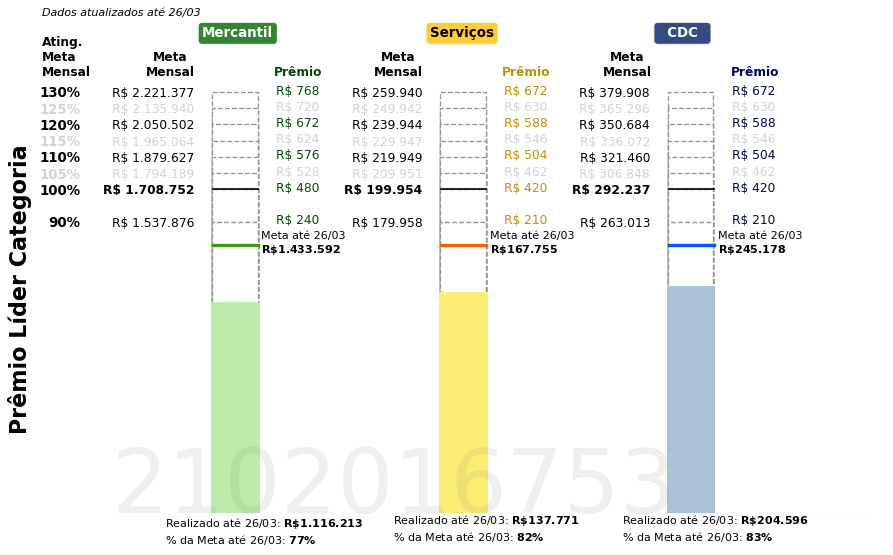 Dados atualizados até 26/03
Mercantil Serviços CDC
Ating. Meta Mensal
Meta Mensal Prêmio Meta Mensal Prêmio Meta Mensal Prêmio
130% R$ 2.221.377 R$ 768 R$ 259.940 R$ 672 R$ 379.908 R$ 672
125% R$ 2.135.940 R$ 720 R$ 249.942 R$ 630 R$ 365.296 R$ 630
120% R$ 2.050.502 R$ 672 R$ 239.944 R$ 588 R$ 350.684 R$ 588
115% R$ 1.965.064 R$ 624 R$ 229.947 R$ 546 R$ 336.072 R$ 546
110% R$ 1.879.627 R$ 576 R$ 219.949 R$ 504 R$ 321.460 R$ 504
105% R$ 1.794.189 R$ 528 R$ 209.951 R$ 462 R$ 306.848 R$ 462
100% R$ 1.708.752 R$ 480 R$ 199.954 R$ 420 R$ 292.237 R$ 420
90% R$ 1.537.876 R$ 240 R$ 179.958 R$ 210 R$ 263.013 R$ 210
Meta até 26/03 Meta até 26/03 Meta até 26/03
R$1.433.592 R$167.755 R$245.178
Prêmio Líder Categoria
2102016753
Realizado até 26/03: R$1.116.213 Realizado até 26/03: R$137.771 Realizado até 26/03: R$204.596
% da Meta até 26/03: 77% % da Meta até 26/03: 82% % da Meta até 26/03: 83%